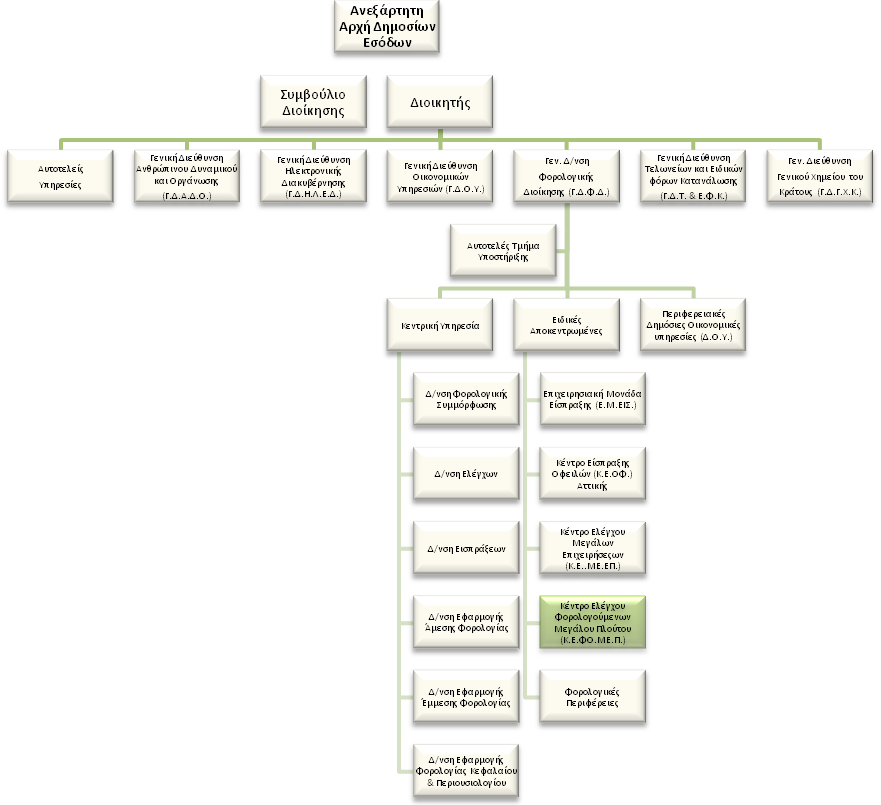 Ανεξάρτητη
Αρχή Δημοσίων
Εσόδων
Συμβούλιο
Διοίκησης
Διοικητής
Αυτοτελείς
Υπηρεσίες
Γενική Διεύθυνση
Ανθρώπινου Δυναμικού
και Οργάνωσης
(Γ.Δ.Α.Δ.Ο.)
Γενική Διεύθυνση
Ηλεκτρονικής
Διακυβέρνησης
(Γ.Δ.Η.Λ.Ε.Δ.)
Γενική Διεύθυνση
Οικονομικών
Υπηρεσιών (Γ.Δ.Ο.Υ.)
Γεν. Δ/νση
Φορολογικής
Διοίκησης (Γ.Δ.Φ.Δ.)
Γενική Διεύθυνση
Τελωνείων και Ειδικών
φόρων Κατανάλωσης
(Γ.Δ.Τ. & Ε.Φ.Κ.)
Γεν. Διεύθυνση
Γενικού Χημείου του
Κράτους (Γ.Δ.Γ.Χ.Κ.)
Αυτοτελές Τμήμα
Υποστήριξης
Κεντρική Υπηρεσία
Ειδικές
Αποκεντρωμένες
Περιφερειακές
Δημόσιες Οικονομικές
υπηρεσίες (Δ.Ο.Υ.)
Δ/νση Φορολογικής
Συμμόρφωσης
Δ/νση Ελέγχων
Δ/νση Εισπράξεων
Δ/νση Εφαρμογής
Άμεσης Φορολογίας
Δ/νση Εφαρμογής
Έμμεσης Φορολογίας
Δ/νση Εφαρμογής
Φορολογίας Κεφαλαίου
& Περιουσιολογίου
Επιχειρησιακή Μονάδα
Είσπραξης (Ε.Μ.ΕΙΣ.)
Κέντρο Είσπραξης
Οφειλών (Κ.Ε.ΟΦ.)
Αττικής
Κέντρο Ελέγχου
Μεγάλων
Επιχειρήσεςων
(Κ.Ε..ΜΕ.ΕΠ.)
Κέντρο Ελέγχου
Φορολογούμενων
Μεγάλου Πλούτου
(Κ.Ε.ΦΟ.ΜΕ.Π.)
Φορολογικές
Περιφέρειες